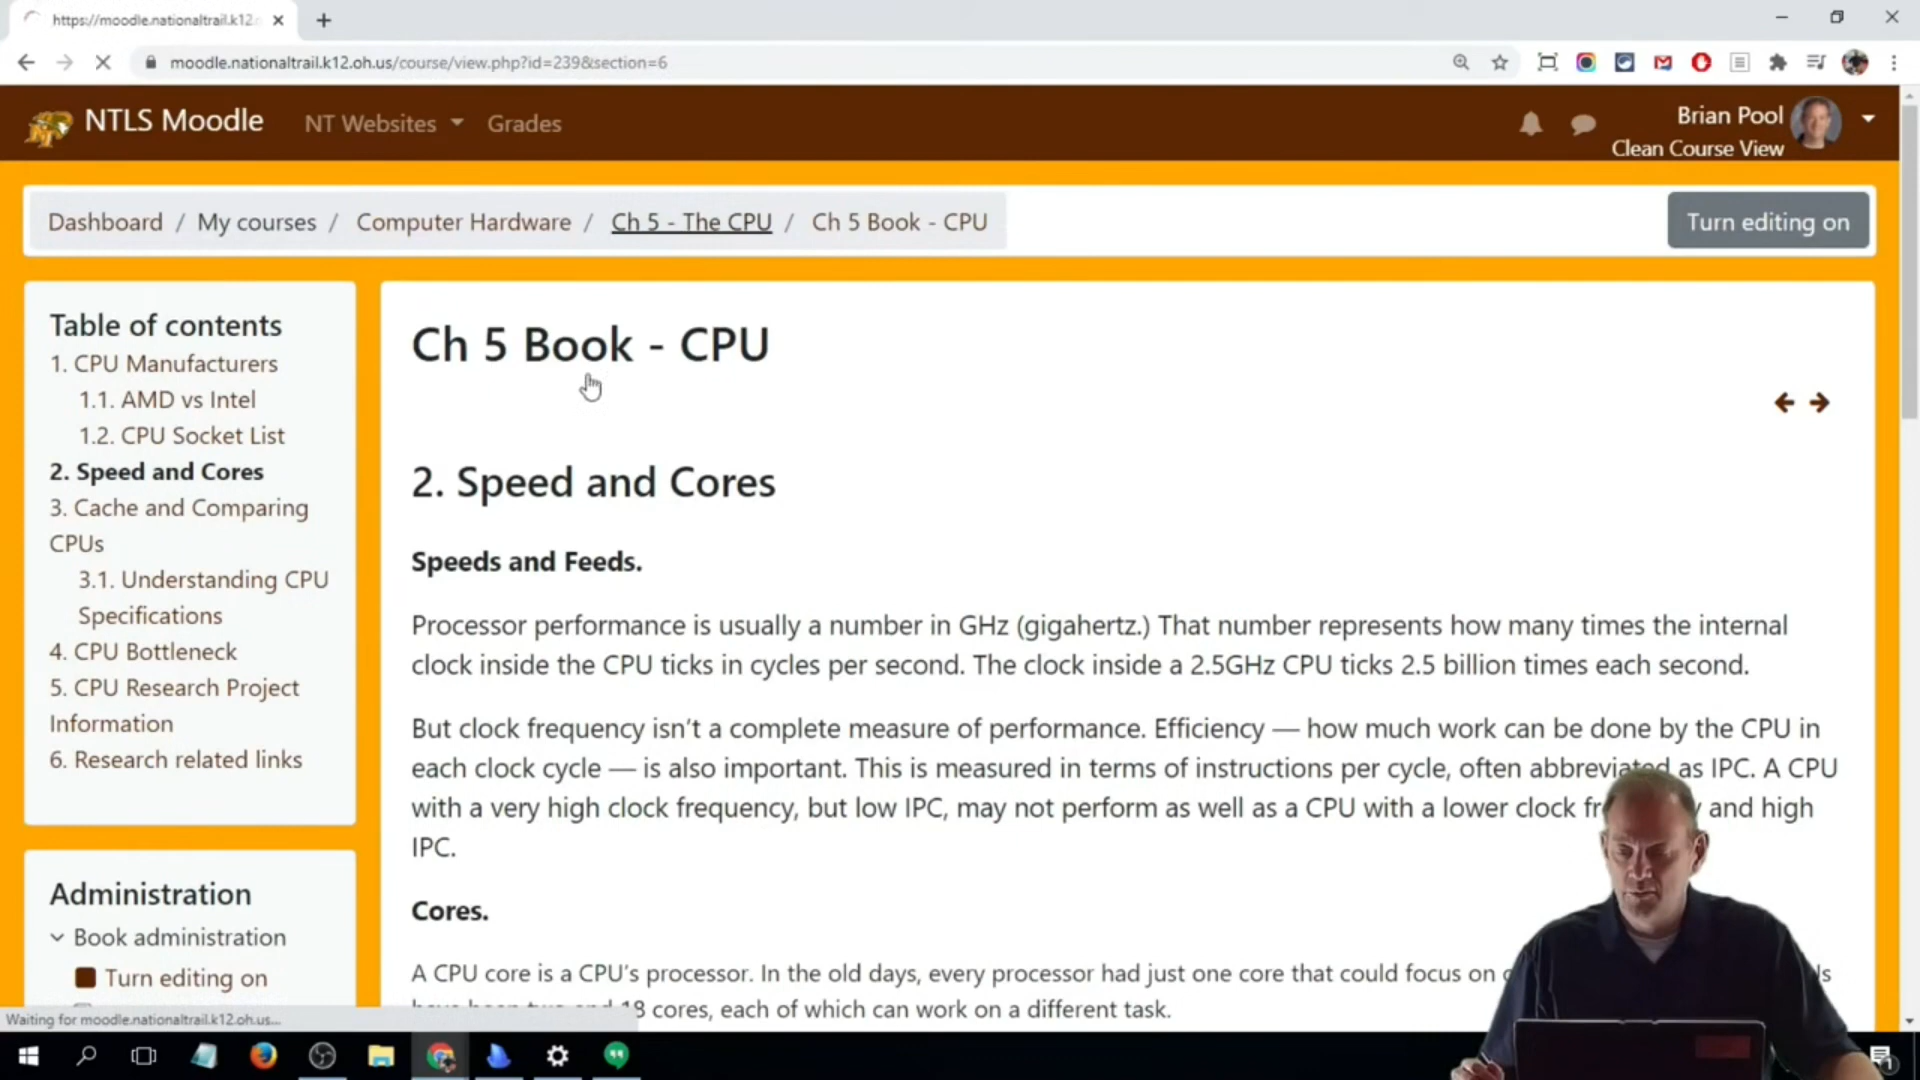 https://moodle.nationaltrail.k12.
moodle.nationaltrail.k12.oh.us/course/view.php?id=239&section=6
NTLS Moodle
NT Websites
Grades
Brian Pool
Clean Course View
Dashboard / My courses / Computer Hardware / Ch 5 - The CPU / Ch 5 Book - CPU
Turn editing on
Table of contents
1. CPU Manufacturers
1.1. AMD vs Intel
1.2. CPU Socket List
2. Speed and Cores
3. Cache and Comparing
CPUs
3.1. Understanding CPU
Specifications
4. CPU Bottleneck
5. CPU Research Project
Information
6. Research related links
Administration
Book administration
Turn editing on
Ch 5 Book - CPU
2. Speed and Cores
Speeds and Feeds.
Processor performance is usually a number in GHz (gigahertz.) That number represents how many times the internal
clock inside the CPU ticks in cycles per second. The clock inside a 2.5GHz CPU ticks 2.5 billion times each second.
But clock frequency isn't a complete measure of performance. Efficiency — how much work can be done by the CPU in
each clock cycle — is also important. This is measured in terms of instructions per cycle, often abbreviated as IPC. A CPU
with a very high clock frequency, but low IPC, may not perform as well as a CPU with a lower clock and high
IPC.
Cores.
A CPU core is a CPU's processor. In the old days, every processor had just one core that could focus on
18 cores, each of which can work on a different task.
Waiting for moodle.nationaltrail.k12.oh.us...